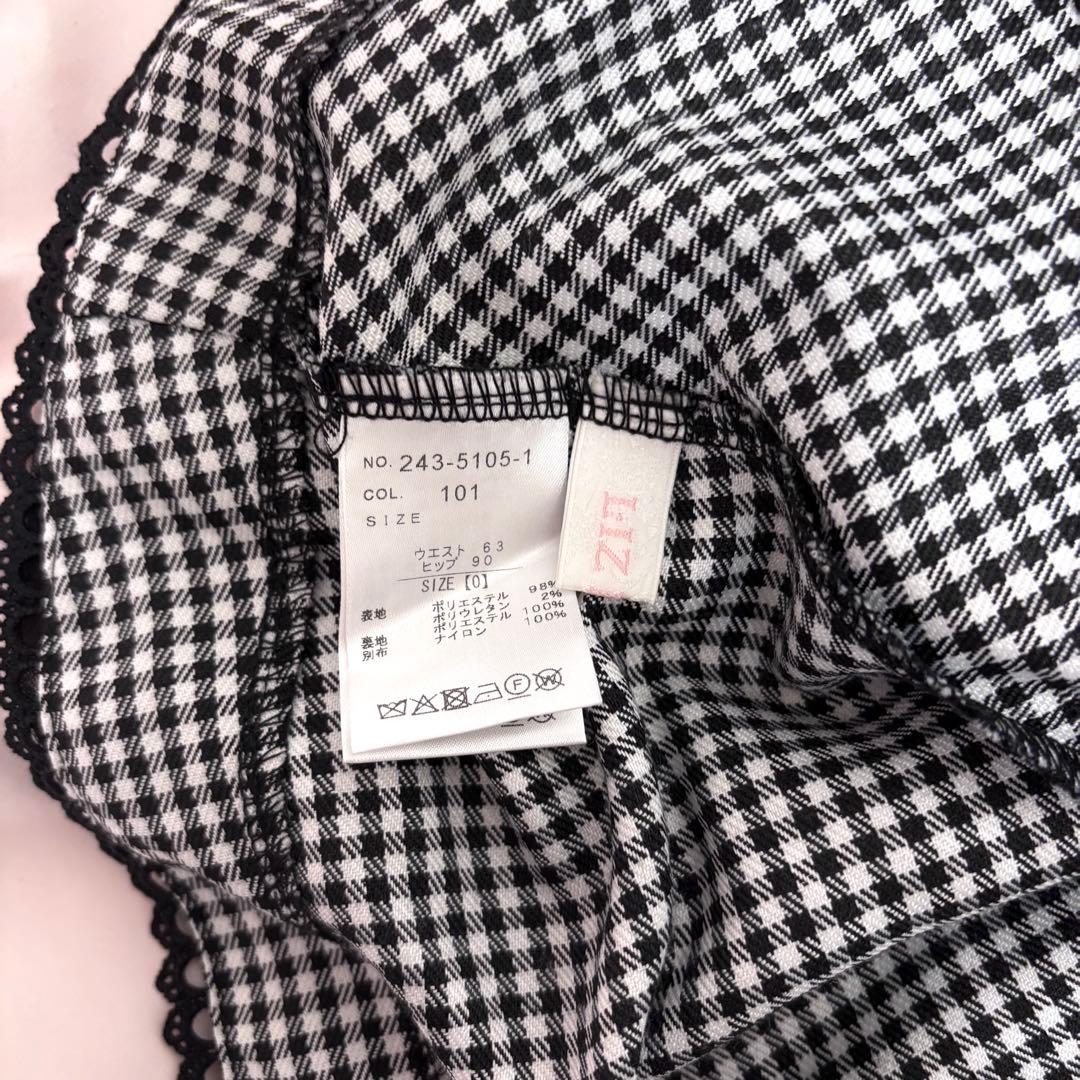 NO. 243-5105-1
COL. 101
SIZE
ウエスト 63
ヒップ 90
SIZE【0】
表地 ポリエステル 98%
ポリウレタン 2%
裏地 ポリエステル 100%
別布 ナイロン 100%
F W
LIZ